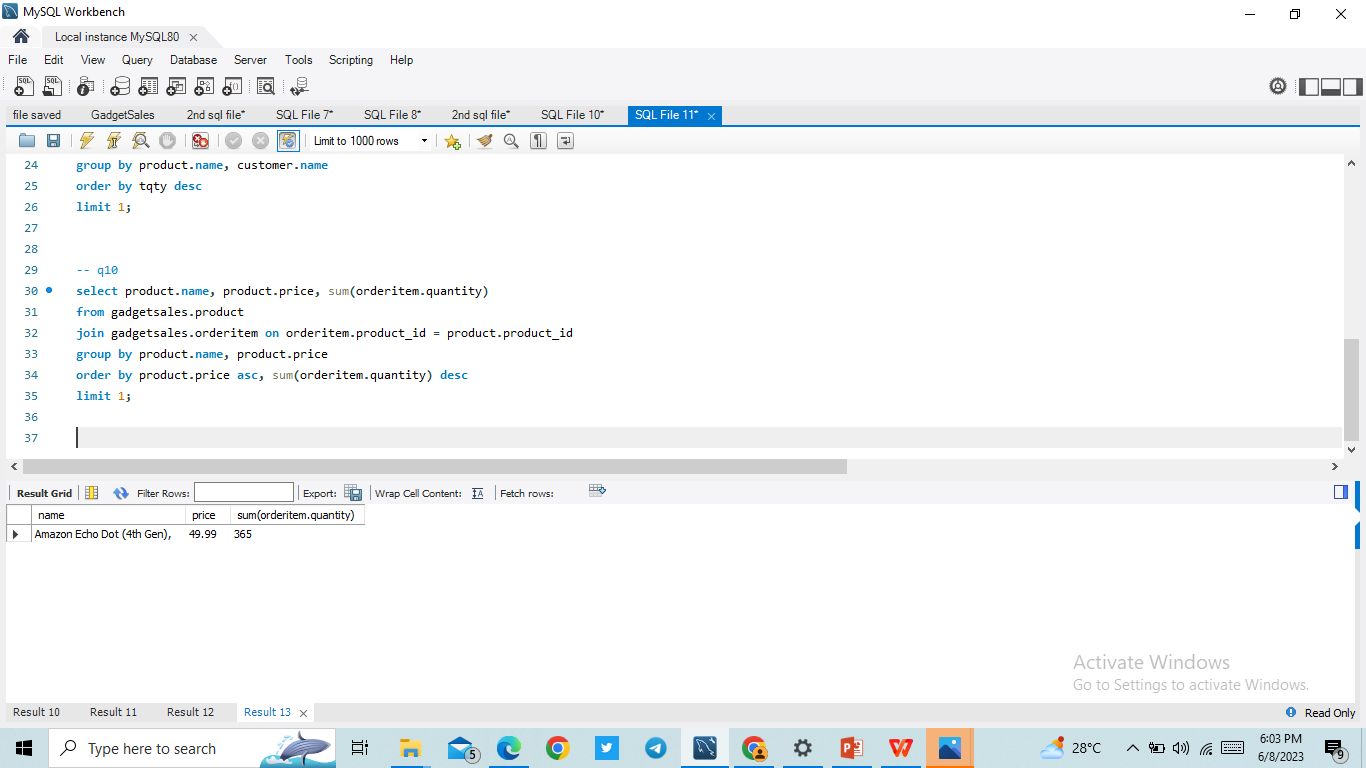 MySQL Workbench
Local instance MySQL80
File Edit View Query Database Server Tools Scripting Help
file saved GadgetSales 2nd sql file* SQL File 7* SQL File 8* 2nd sql file* SQL File 10* SQL File 11*
Limit to 1000 rows
24 group by product.name, customer.name
25 order by tqty desc
26 limit 1;
27
28
29 -- q10
30 select product.name, product.price, sum(orderitem.quantity)
31 from gadgetsales.product
32 join gadgetsales.orderitem on orderitem.product_id = product.product_id
33 group by product.name, product.price
34 order by product.price asc, sum(orderitem.quantity) desc
35 limit 1;
36
37
Result Grid Filter Rows: Export: Wrap Cell Content: Fetch rows:
name price sum(orderitem.quantity)
Amazon Echo Dot (4th Gen), 49.99 365
Activate Windows
Go to Settings to activate Windows.
Result 10 Result 11 Result 12 Result 13 Read Only
Type here to search 5 28°C 6:03 PM
6/8/2023 9